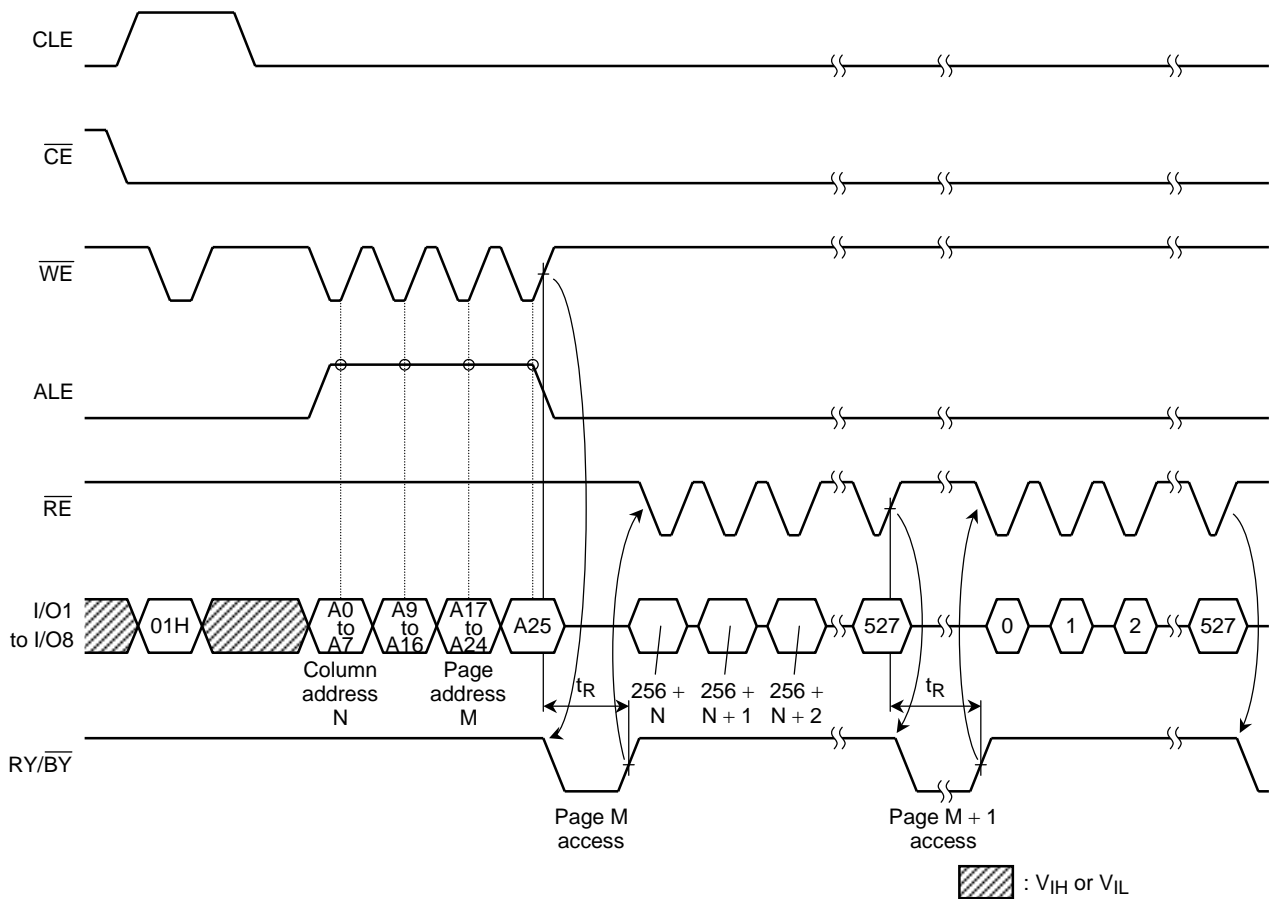 CLE
CE
WE
ALE
RE
I/O1
to I/O8
01H
A0
to
A7
A9
to
A16
A17
to
A24
A25
527
0
1
2
527
Column
address
N
Page
address
M
tR
256 +
N
256 +
N + 1
256 +
N + 2
tR
RY/BY
Page M
access
Page M + 1
access
: VIH or VIL